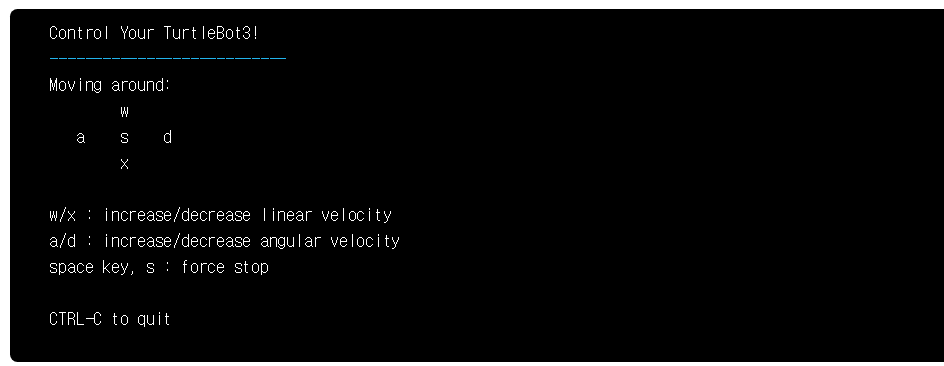 Control Your TurtleBot3!
---------------------------
Moving around:
        w
   a    s    d
        x

w/x : increase/decrease linear velocity
a/d : increase/decrease angular velocity
space key, s : force stop

CTRL-C to quit